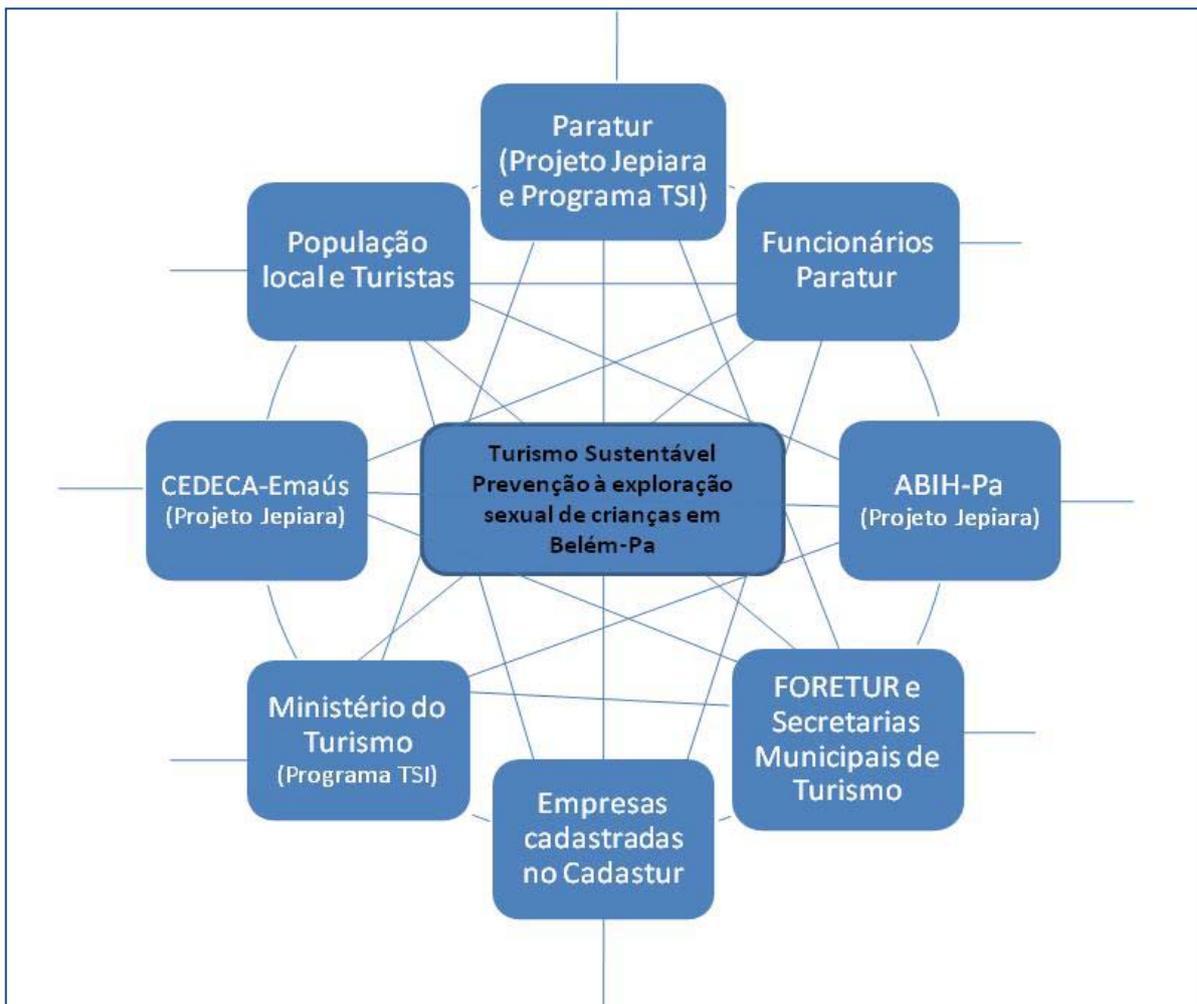 Paratur
(Projeto Jepiara
e Programa TSI)
População
local e Turistas
Funcionários
Paratur
CEDECA-Emaús
(Projeto Jepiara)
Turismo Sustentável
Prevenção à exploração
sexual de crianças em
Belém-Pa
ABIH-Pa
(Projeto Jepiara)
Ministério do
Turismo
(Programa TSI)
FORETUR e
Secretarias
Municipais de
Turismo
Empresas
cadastradas
no Cadastur